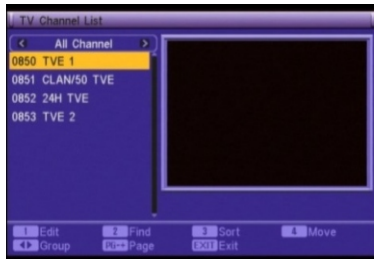 TV Channel List
< All Channel >
0850 TVE 1
0851 CLAN/50 TVE
0852 24H TVE
0853 TVE 2
1 Edit 2 Find 3 Sort 4 Move
◀▶ Group PG→ Page EXIT Exit